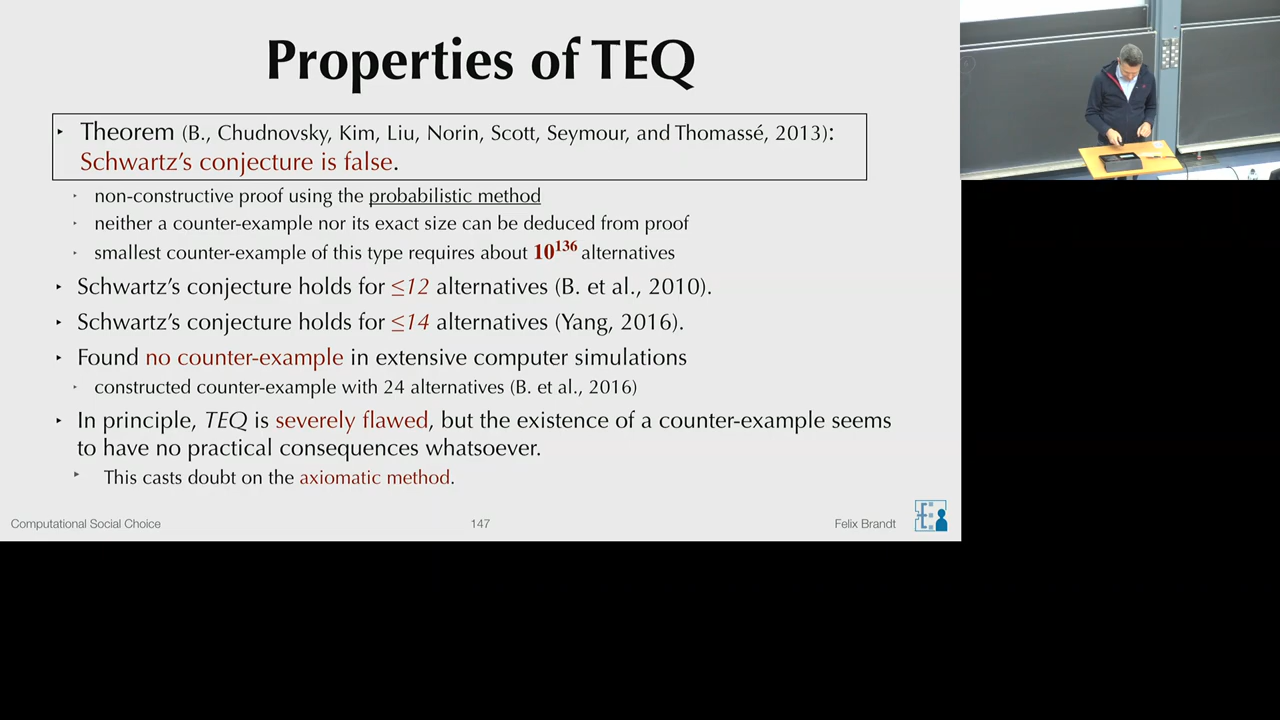 Properties of TEQ
‣ Theorem (B., Chudnovsky, Kim, Liu, Norin, Scott, Seymour, and Thomassé, 2013):
Schwartz's conjecture is false.
‣ non-constructive proof using the probabilistic method
‣ neither a counter-example nor its exact size can be deduced from proof
‣ smallest counter-example of this type requires about 10¹³⁶ alternatives
‣ Schwartz's conjecture holds for ≤12 alternatives (B. et al., 2010).
‣ Schwartz's conjecture holds for ≤14 alternatives (Yang, 2016).
‣ Found no counter-example in extensive computer simulations
‣ constructed counter-example with 24 alternatives (B. et al., 2016)
‣ In principle, TEQ is severely flawed, but the existence of a counter-example seems
to have no practical consequences whatsoever.
‣ This casts doubt on the axiomatic method.
Computational Social Choice 147 Felix Brandt